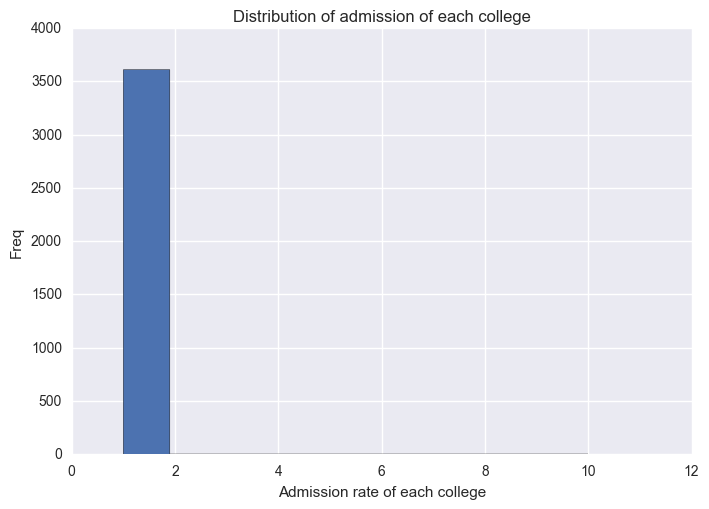 Distribution of admission of each college
4000
3500
3000
2500
2000
1500
1000
500
0
Freq
0 2 4 6 8 10 12
Admission rate of each college